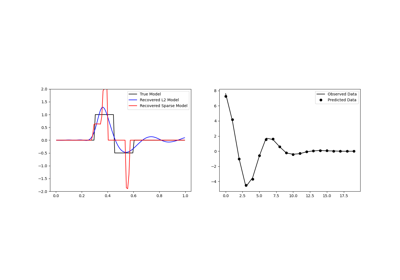 True Model
Recovered L2 Model
Recovered Sparse Model
2.0
1.5
1.0
0.5
0.0
-0.5
-1.0
-1.5
-2.0
0.0 0.2 0.4 0.6 0.8 1.0
Observed Data
Predicted Data
8
6
4
2
0
-2
-4
0.0 2.5 5.0 7.5 10.0 12.5 15.0 17.5